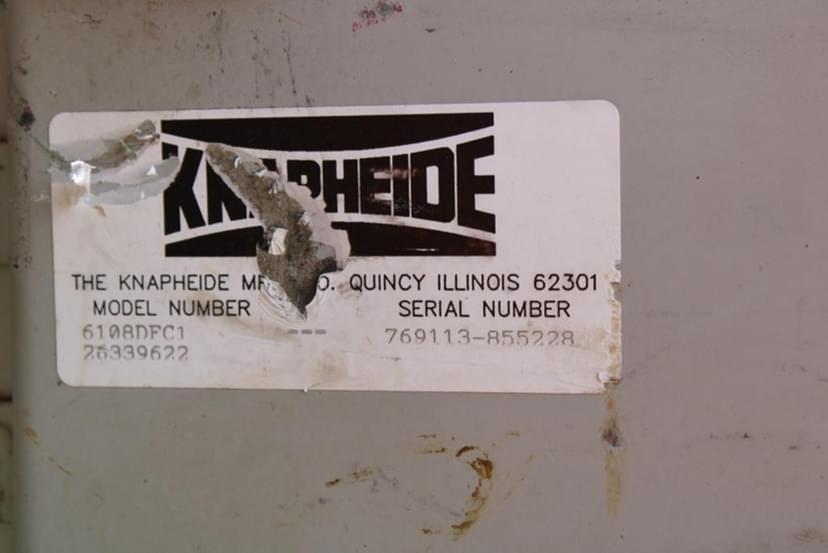 KNAPHEIDE
THE KNAPHEIDE QUINCY ILLINOIS 62301
MODEL NUMBER SERIAL NUMBER
6108DFC1 --- 769113-855228
26339622